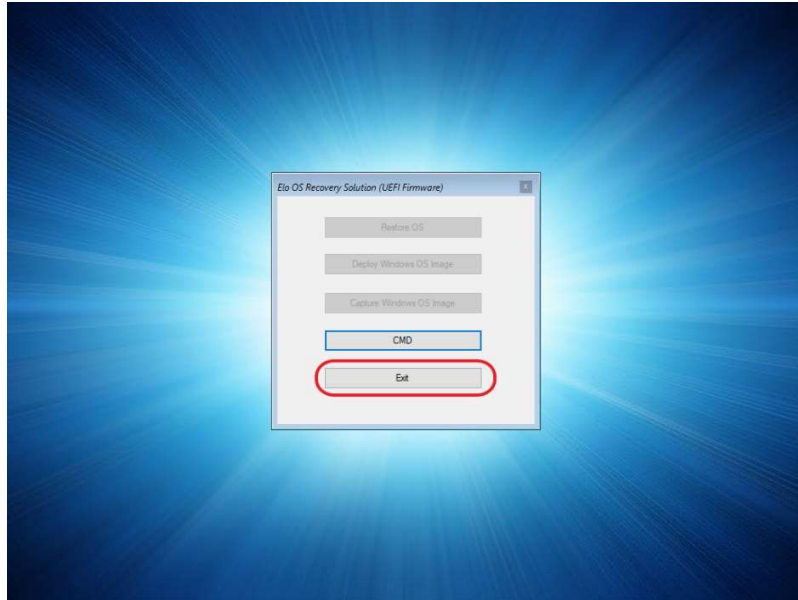 Elo OS Recovery Solution (UEFI Firmware)
x
Restore OS
Deploy Windows OS Image
Capture Windows OS Image
CMD
Exit